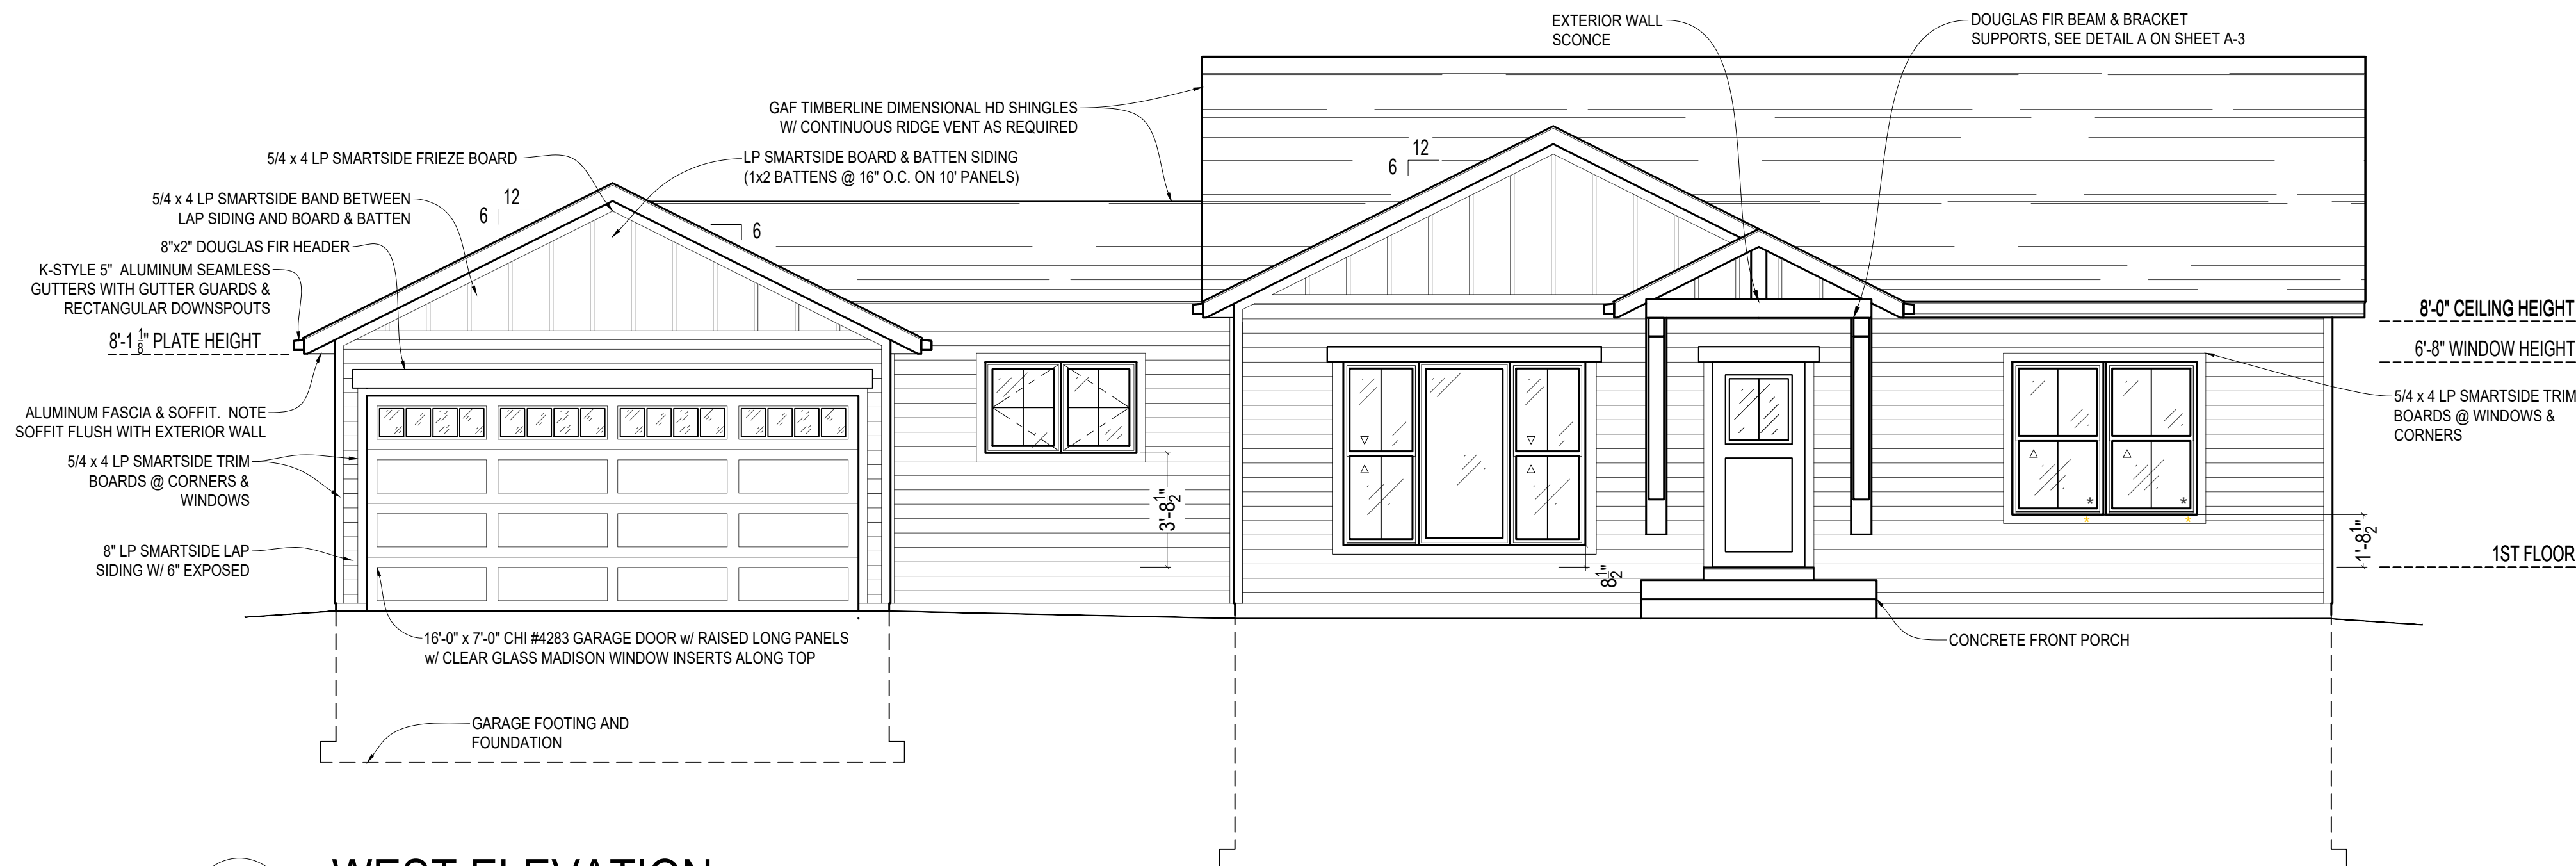 EXTERIOR WALL
SCONCE
DOUGLAS FIR BEAM & BRACKET
SUPPORTS, SEE DETAIL A ON SHEET A-3
GAF TIMBERLINE DIMENSIONAL HD SHINGLES
W/ CONTINUOUS RIDGE VENT AS REQUIRED
5/4 x 4 LP SMARTSIDE FRIEZE BOARD
LP SMARTSIDE BOARD & BATTEN SIDING
(1x2 BATTENS @ 16" O.C. ON 10' PANELS)
12
6
5/4 x 4 LP SMARTSIDE BAND BETWEEN
LAP SIDING AND BOARD & BATTEN
12
6
6
8"x2" DOUGLAS FIR HEADER
K-STYLE 5" ALUMINUM SEAMLESS
GUTTERS WITH GUTTER GUARDS &
RECTANGULAR DOWNSPOUTS
8'-1 1/8" PLATE HEIGHT
8'-0" CEILING HEIGHT
6'-8" WINDOW HEIGHT
5/4 x 4 LP SMARTSIDE TRIM
BOARDS @ WINDOWS &
CORNERS
ALUMINUM FASCIA & SOFFIT. NOTE
SOFFIT FLUSH WITH EXTERIOR WALL
5/4 x 4 LP SMARTSIDE TRIM
BOARDS @ CORNERS &
WINDOWS
8" LP SMARTSIDE LAP
SIDING W/ 6" EXPOSED
3'-8 1/2"
8 1/2"
* *
1'-8 1/2"
1ST FLOOR
16'-0" x 7'-0" CHI #4283 GARAGE DOOR w/ RAISED LONG PANELS
w/ CLEAR GLASS MADISON WINDOW INSERTS ALONG TOP
CONCRETE FRONT PORCH
GARAGE FOOTING AND
FOUNDATION
WEST ELEVATION